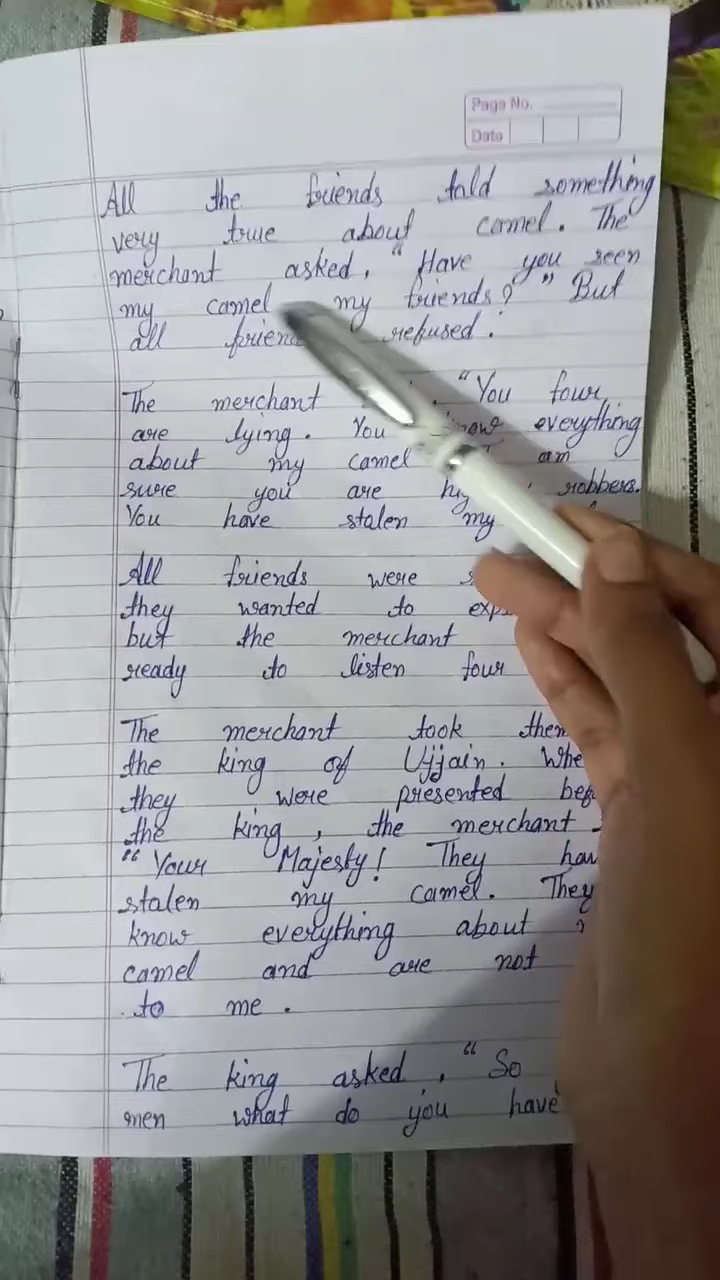 Page No.
Date
All the friends told something
very true about camel. The
merchant asked, "Have you seen
my camel my friends?" But
all refused.
The merchant "You four
are lying. You know everything
about my camel am
sure you are robbers.
You have stalen my
All friends were
they wanted to
but the merchant
ready to listen four
The merchant took
the king of Ujjain.
they were presented
the king, the merchant
"Your Majesty! They
stalen my camel. They
know everything about
camel and are not
to me.
The king asked, "So
men what do you have